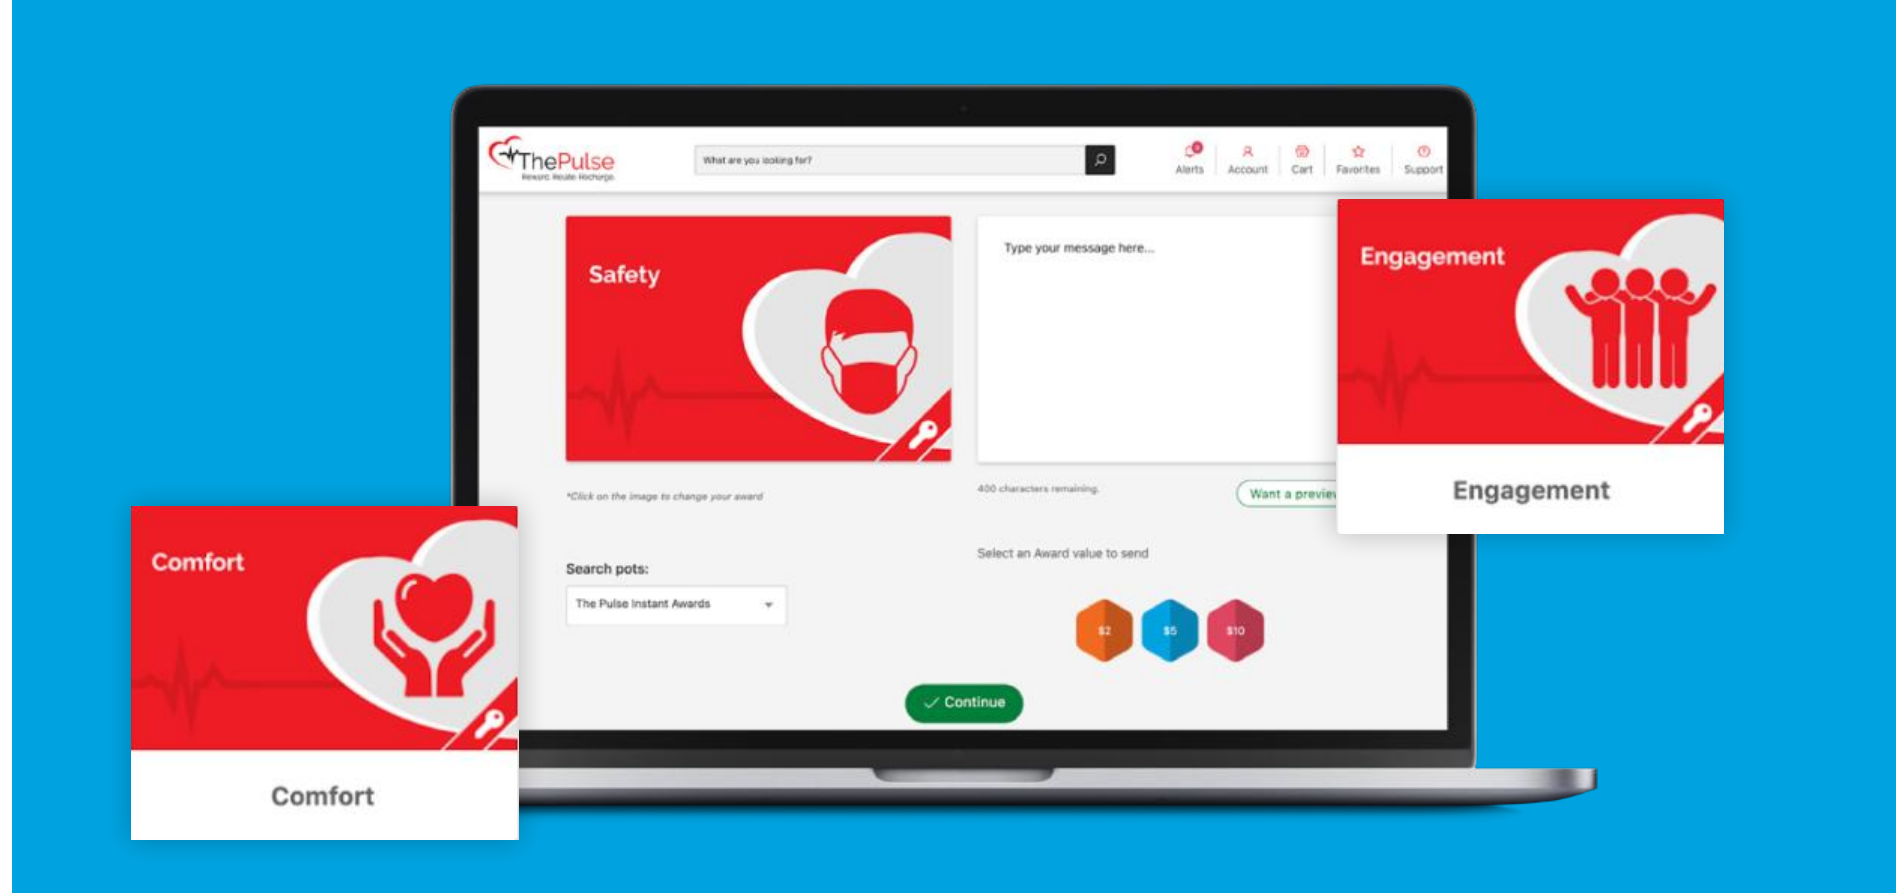 ThePulse
What are you looking for?
Alerts
Account
Cart
Favorites
Support
Safety
Type your message here...
Engagement
*Click on the image to change your award
400 characters remaining.
Want a preview
Engagement
Comfort
Search pots:
Select an Award value to send
The Pulse Instant Awards
$2
$5
$10
Continue
Comfort